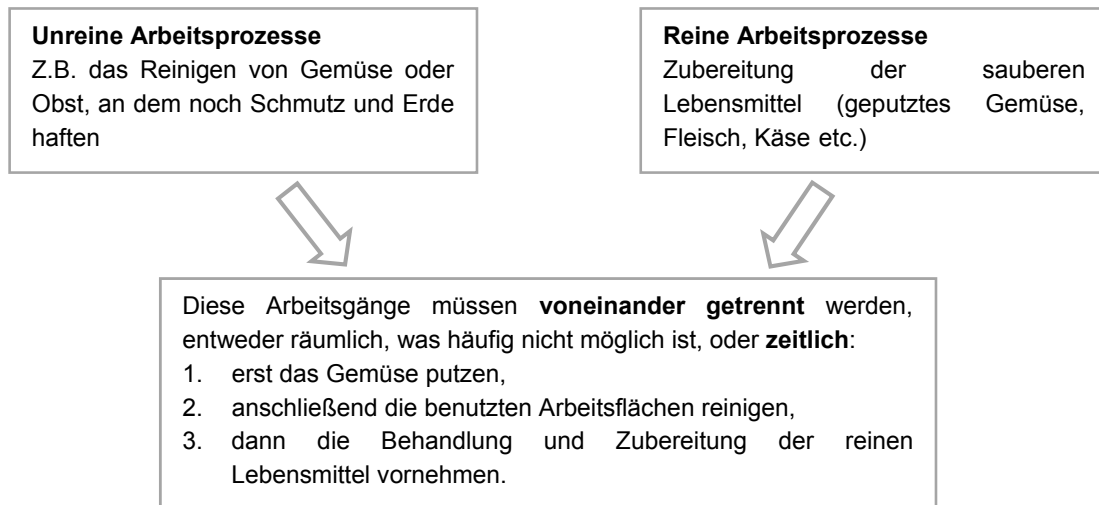 Unreine Arbeitsprozesse
Z.B. das Reinigen von Gemüse oder
Obst, an dem noch Schmutz und Erde
haften
Reine Arbeitsprozesse
Zubereitung der sauberen
Lebensmittel (geputztes Gemüse,
Fleisch, Käse etc.)
Diese Arbeitsgänge müssen voneinander getrennt werden,
entweder räumlich, was häufig nicht möglich ist, oder zeitlich:
1. erst das Gemüse putzen,
2. anschließend die benutzten Arbeitsflächen reinigen,
3. dann die Behandlung und Zubereitung der reinen
Lebensmittel vornehmen.